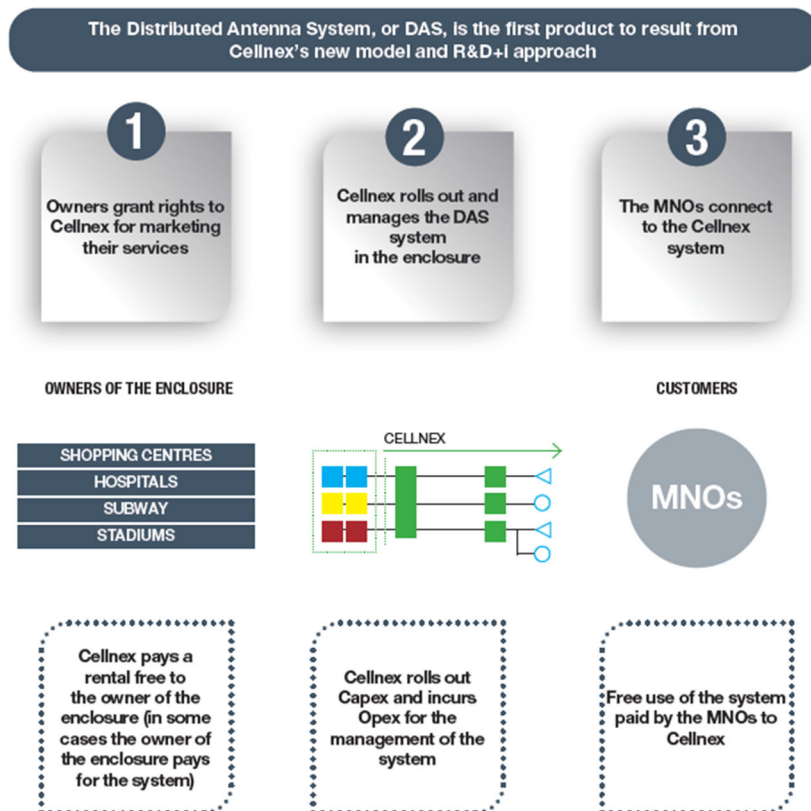 The Distributed Antenna System, or DAS, is the first product to result from
Cellnex's new model and R&D+i approach
1
Owners grant rights to
Cellnex for marketing
their services
2
Cellnex rolls out and
manages the DAS
system
in the enclosure
3
The MNOs connect
to the Cellnex
system
OWNERS OF THE ENCLOSURE
SHOPPING CENTRES
HOSPITALS
SUBWAY
STADIUMS
CELLNEX
CUSTOMERS
MNOs
Cellnex pays a
rental free to
the owner of the
enclosure (in some
cases the owner of
the enclosure pays
for the system)
Cellnex rolls out
Capex and incurs
Opex for the
management of the
system
Free use of the system
paid by the MNOs to
Cellnex